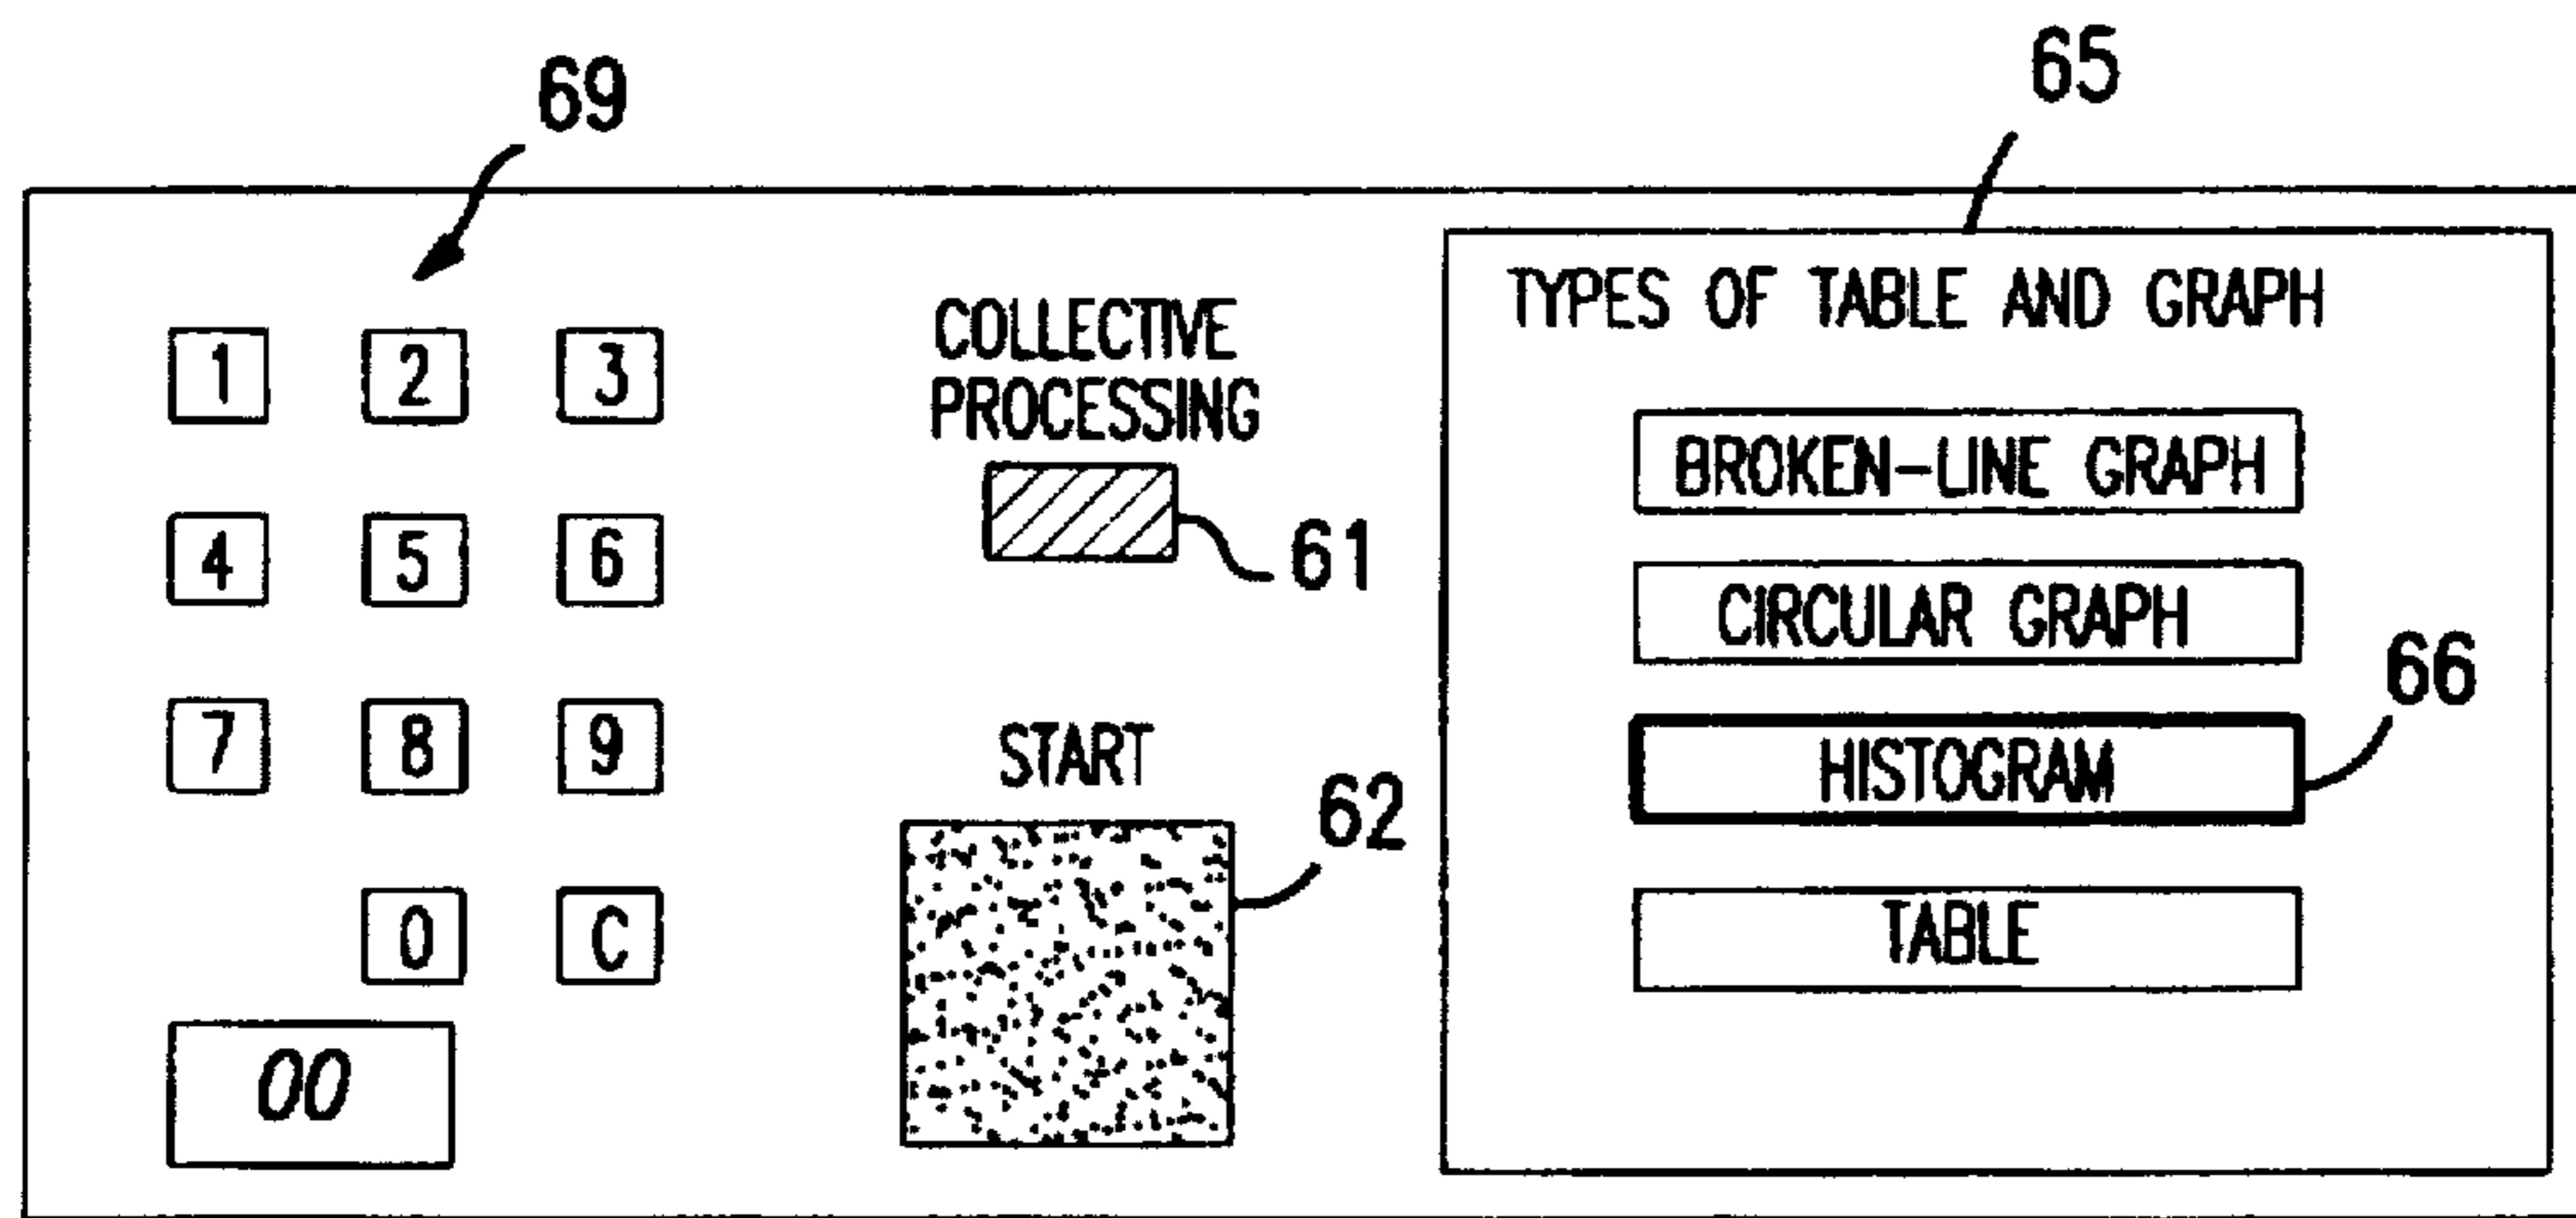 69
65
1 2 3
4 5 6
7 8 9
0 C
00
COLLECTIVE
PROCESSING
61
START
62
TYPES OF TABLE AND GRAPH
BROKEN-LINE GRAPH
CIRCULAR GRAPH
HISTOGRAM
66
TABLE